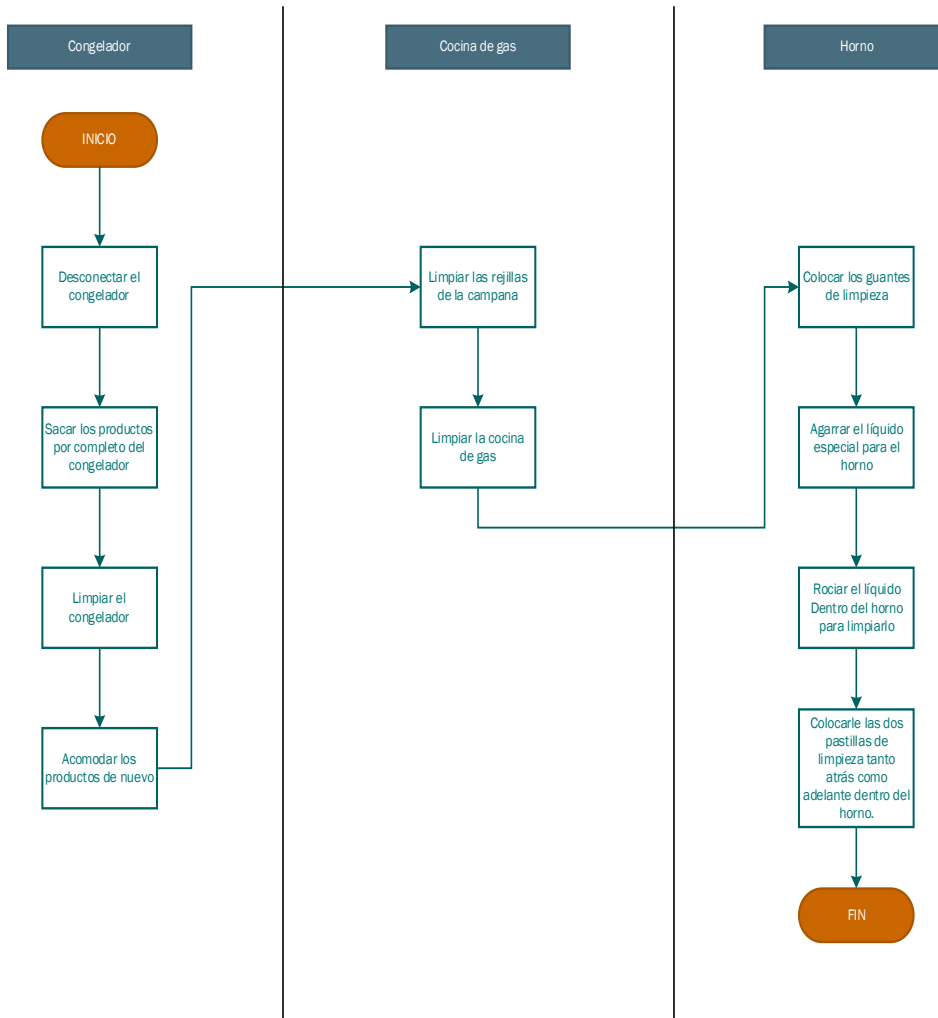 Congelador
Cocina de gas
Horno
INICIO
Desconectar el
congelador
Sacar los productos
por completo del
congelador
Limpiar el
congelador
Acomodar los
productos de nuevo
Limpiar las rejillas
de la campana
Limpiar la cocina
de gas
Colocar los guantes
de limpieza
Agarrar el líquido
especial para el
horno
Rociar el líquido
Dentro del horno
para limpiarlo
Colocarle las dos
pastillas de
limpieza tanto
atrás como
adelante dentro del
horno.
FIN